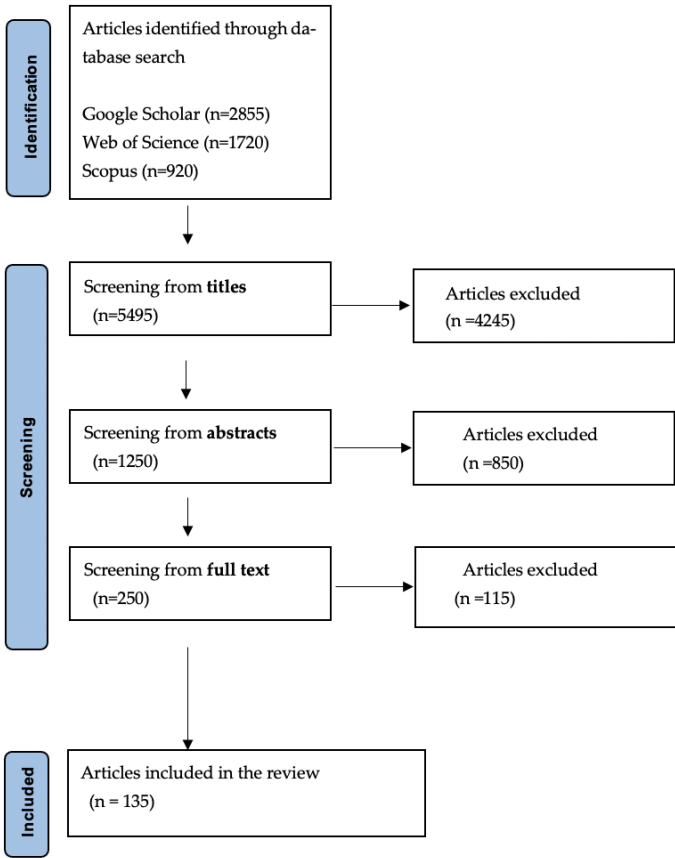 Identification
Articles identified through da-
tabase search
Google Scholar (n=2855)
Web of Science (n=1720)
Scopus (n=920)
Screening
Screening from titles
(n=5495)
Articles excluded
(n =4245)
Screening from abstracts
(n=1250)
Articles excluded
(n =850)
Screening from full text
(n=250)
Articles excluded
(n =115)
Included
Articles included in the review
(n = 135)